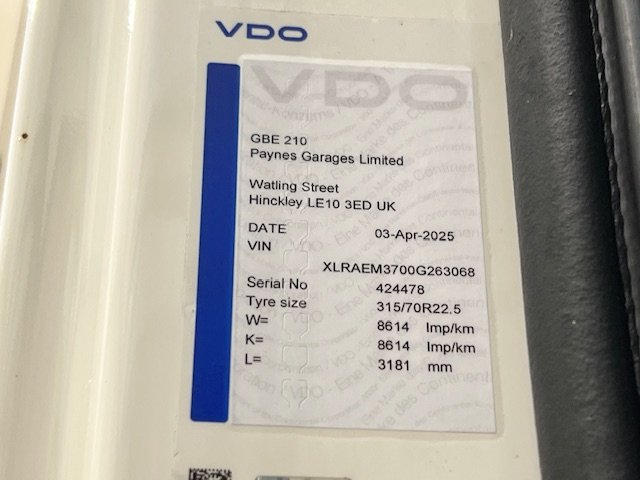 VDO
VDO
GBE 210
Paynes Garages Limited
Watling Street
Hinckley LE10 3ED UK
DATE 03-Apr-2025
VIN
XLRAEM3700G263068
Serial No 424478
Tyre size 315/70R22.5
W= 8614 Imp/km
K= 8614 Imp/km
L= 3181 mm